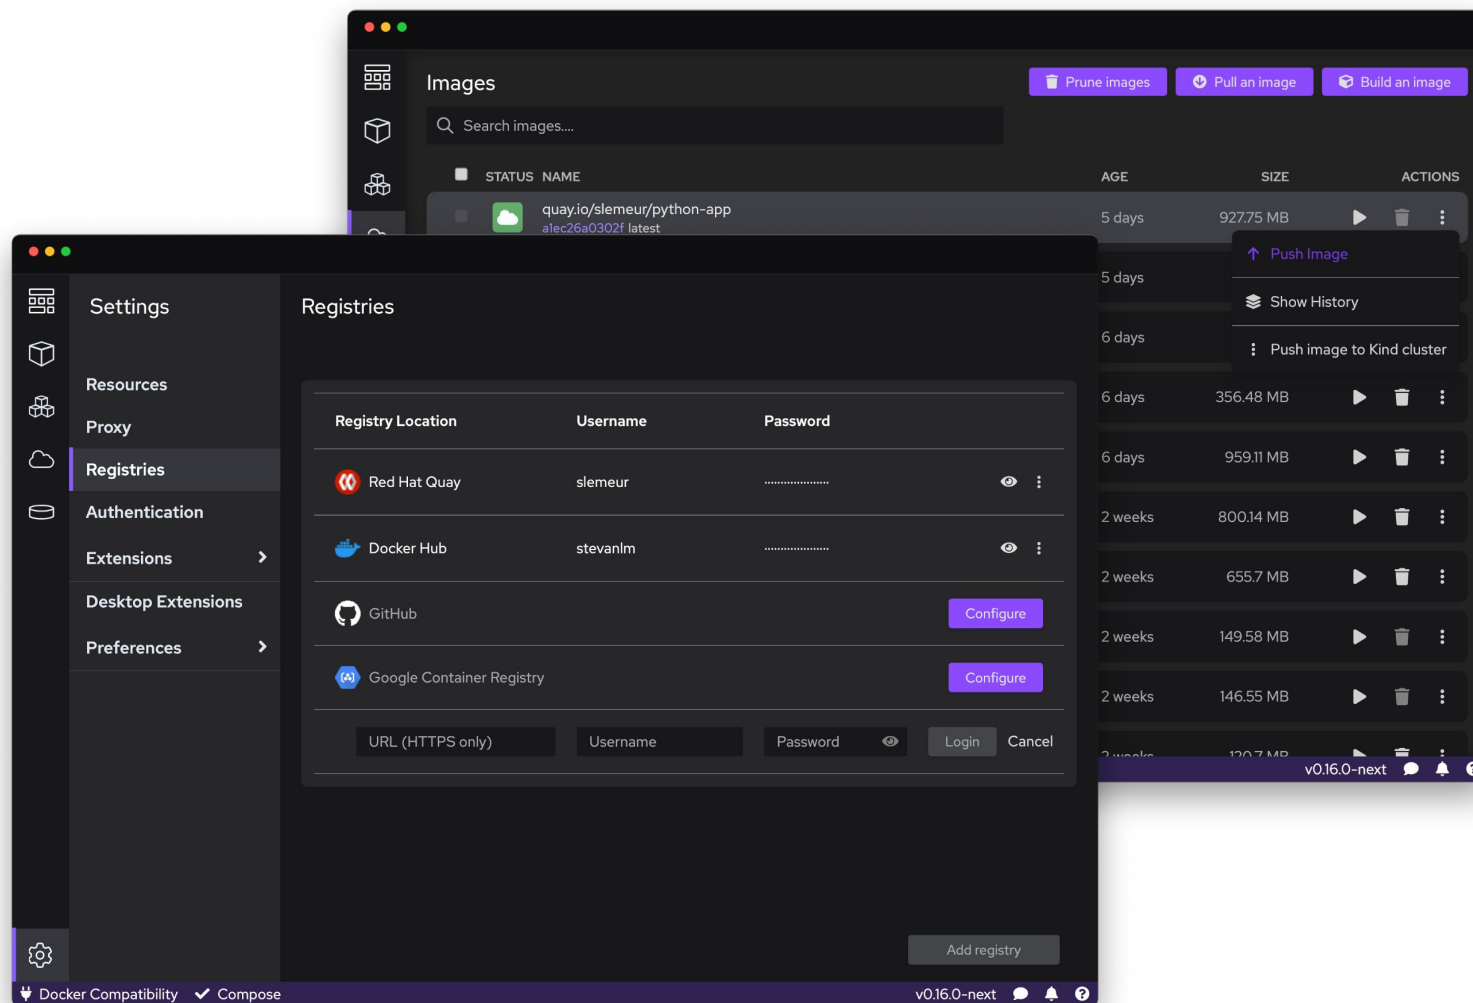 Images
Prune images
Pull an image
Build an image
Search images....
STATUS NAME AGE SIZE ACTIONS
quay.io/slemeur/python-app
a1ec26a0302f latest
5 days 927.75 MB
Push Image
5 days
Show History
6 days
Push image to Kind cluster
6 days 356.48 MB
6 days 959.11 MB
2 weeks 800.14 MB
2 weeks 655.7 MB
2 weeks 149.58 MB
2 weeks 146.55 MB
2 weeks 120.7 MB
v0.16.0-next
Settings
Resources
Proxy
Registries
Authentication
Extensions
Desktop Extensions
Preferences
Registries
Registry Location Username Password
Red Hat Quay slemeur
Docker Hub stevanlm
GitHub Configure
Google Container Registry Configure
URL (HTTPS only) Username Password Login Cancel
Add registry
Docker Compatibility Compose v0.16.0-next